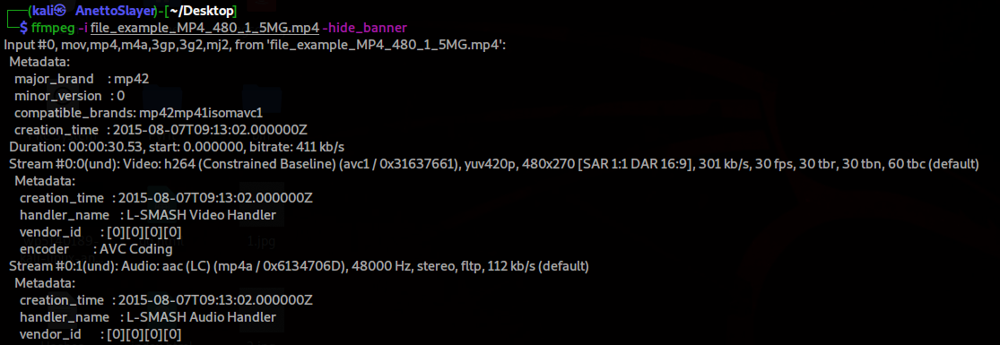 (kali㉿ AnettoSlayer)-[~/Desktop]
$ ffmpeg -i file_example_MP4_480_1_5MG.mp4 -hide_banner
Input #0, mov,mp4,m4a,3gp,3g2,mj2, from 'file_example_MP4_480_1_5MG.mp4':
Metadata:
major_brand : mp42
minor_version : 0
compatible_brands: mp42mp41isomavc1
creation_time : 2015-08-07T09:13:02.000000Z
Duration: 00:00:30.53, start: 0.000000, bitrate: 411 kb/s
Stream #0:0(und): Video: h264 (Constrained Baseline) (avc1 / 0x31637661), yuv420p, 480x270 [SAR 1:1 DAR 16:9], 301 kb/s, 30 fps, 30 tbr, 30 tbn, 60 tbc (default)
Metadata:
creation_time : 2015-08-07T09:13:02.000000Z
handler_name : L-SMASH Video Handler
vendor_id : [0][0][0][0]
encoder : AVC Coding
1.jpg
Stream #0:1(und): Audio: aac (LC) (mp4a / 0x6134706D), 48000 Hz, stereo, fltp, 112 kb/s (default)
Metadata:
creation_time : 2015-08-07T09:13:02.000000Z
handler_name : L-SMASH Audio Handler
vendor_id : [0][0][0][0]